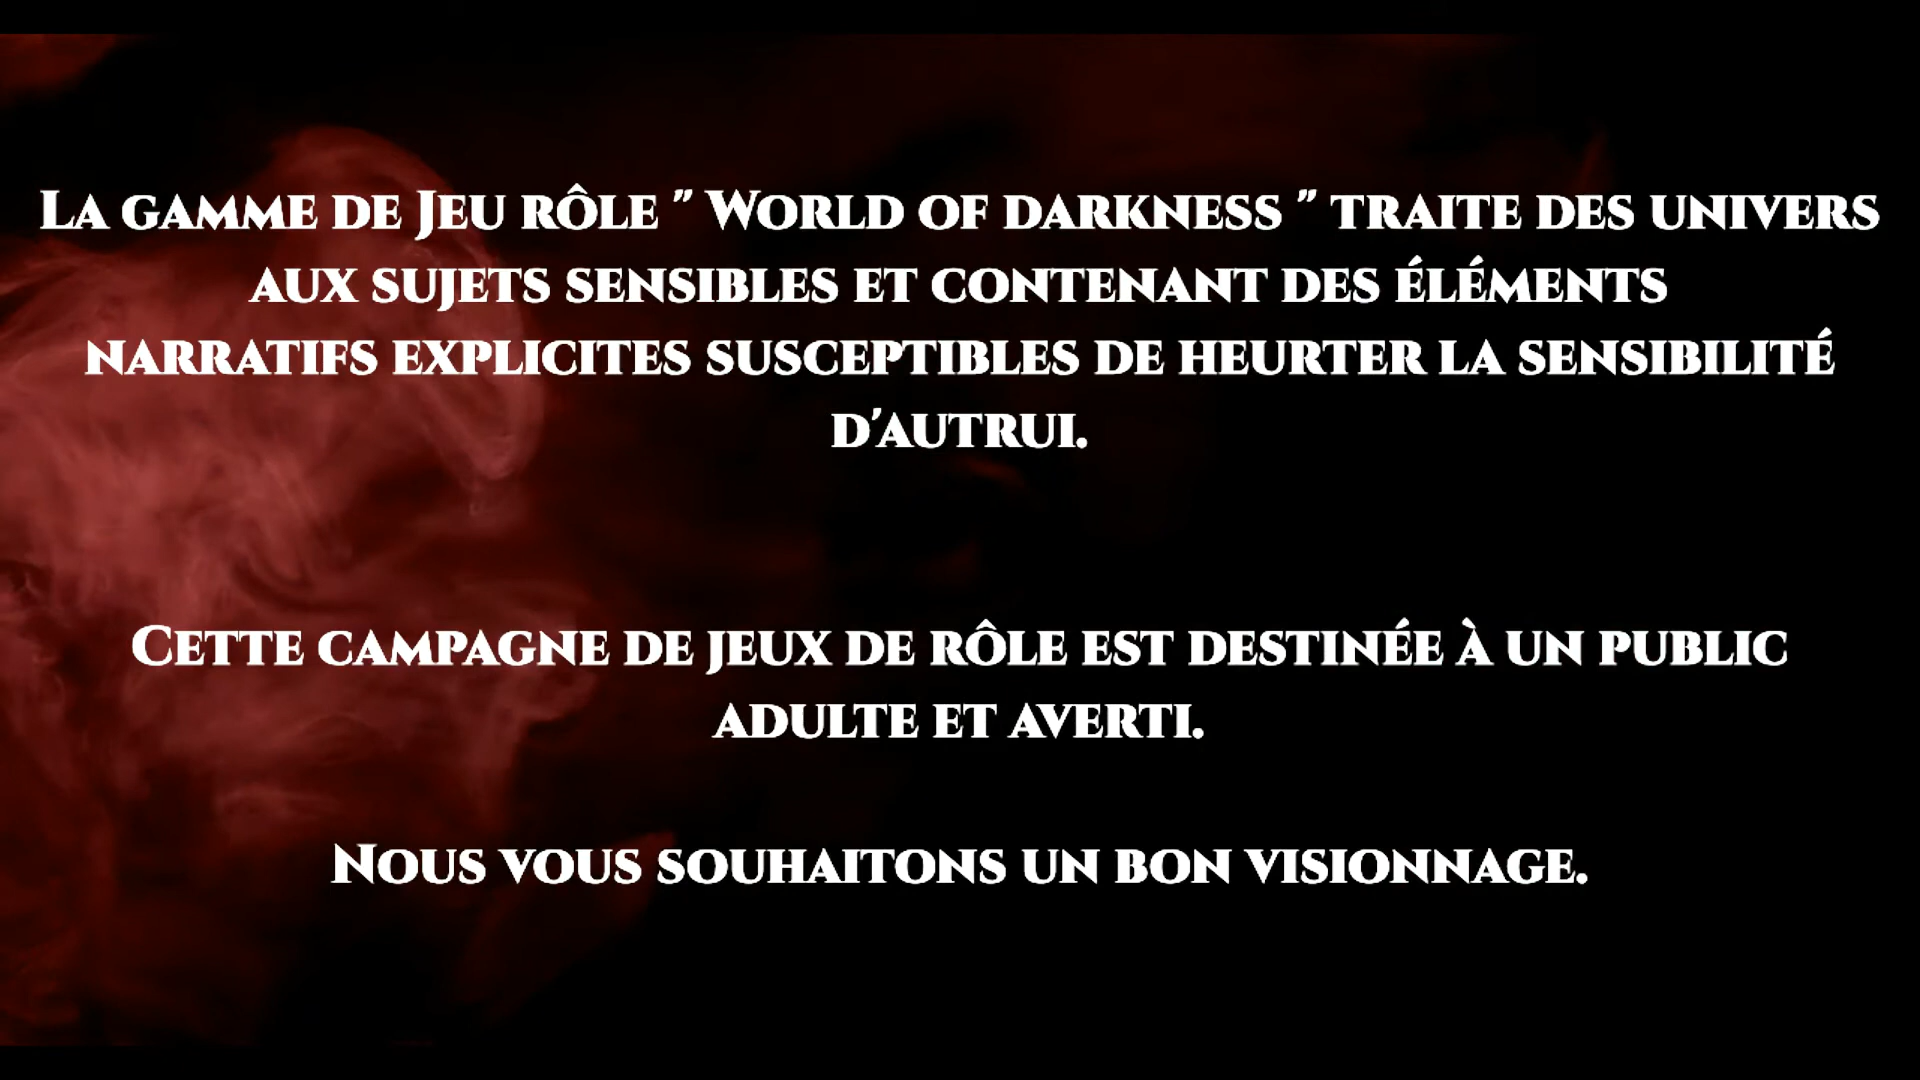 La gamme de Jeu rôle " World of darkness " traite des univers
aux sujets sensibles et contenant des éléments
narratifs explicites susceptibles de heurter la sensibilité
d'autrui.
Cette campagne de jeux de rôle est destinée à un public
adulte et averti.
Nous vous souhaitons un bon visionnage.